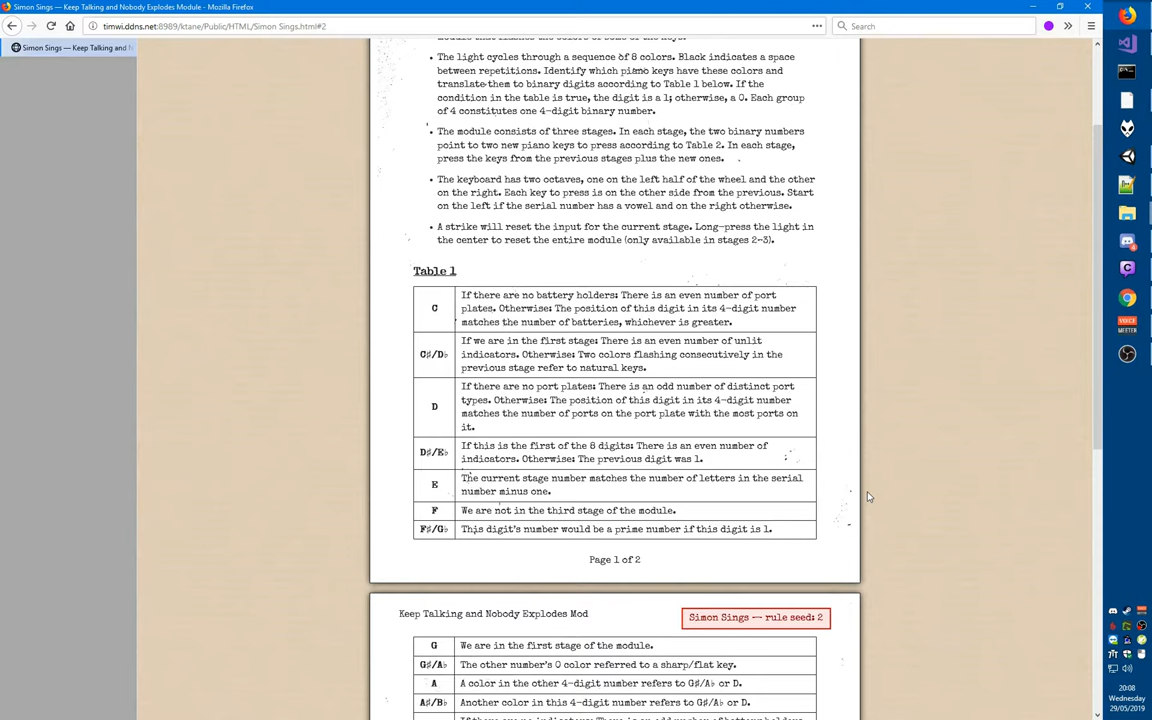 Simon Sings — Keep Talking and Nobody Explodes Module - Mozilla Firefox
timwi.ddns.net:8989/ktane/Public/HTML/Simon Sings.html#2
Search
Simon Sings — Keep Talking and N
The light cycles through a sequence of 8 colors. Black indicates a space
between repetitions. Identify which piano keys have these colors and
translate them to binary digits according to Table 1 below. If the
condition in the table is true, the digit is a 1; otherwise, a 0. Each group
of 4 constitutes one 4-digit binary number.
The module consists of three stages. In each stage, the two binary numbers
point to two new piano keys to press according to Table 2. In each stage,
press the keys from the previous stages plus the new ones.
The keyboard has two octaves, one on the left half of the wheel and the other
on the right. Each key to press is on the other side from the previous. Start
on the left if the serial number has a vowel and on the right otherwise.
A strike will reset the input for the current stage. Long-press the light in
the center to reset the entire module (only available in stages 2-3).
Table 1
C
If there are no battery holders: There is an even number of port
plates. Otherwise: The position of this digit in its 4-digit number
matches the number of batteries, whichever is greater.
C♯/D♭
If we are in the first stage: There is an even number of unlit
indicators. Otherwise: Two colors flashing consecutively in the
previous stage refer to natural keys.
D
If there are no port plates: There is an odd number of distinct port
types. Otherwise: The position of this digit in its 4-digit number
matches the number of ports on the port plate with the most ports on
it.
D♯/E♭
If this is the first of the 8 digits: There is an even number of
indicators. Otherwise: The previous digit was 1.
E
The current stage number matches the number of letters in the serial
number minus one.
F
We are not in the third stage of the module.
F♯/G♭
This digit's number would be a prime number if this digit is 1.
Page 1 of 2
Keep Talking and Nobody Explodes Mod
Simon Sings — rule seed: 2
G
We are in the first stage of the module.
G♯/A♭
The other number's 0 color referred to a sharp/flat key.
A
A color in the other 4-digit number refers to G♯/A♭ or D.
A♯/B♭
Another color in this 4-digit number refers to G♯/A♭ or D.
VOICE
MEETER
20:08
Wednesday
29/05/2019